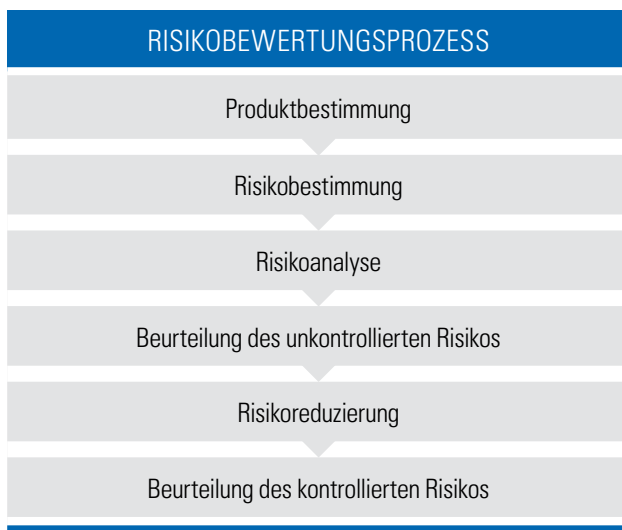 RISIKOBEWERTUNGSPROZESS
Produktbestimmung
Risikobestimmung
Risikoanalyse
Beurteilung des unkontrollierten Risikos
Risikoreduzierung
Beurteilung des kontrollierten Risikos